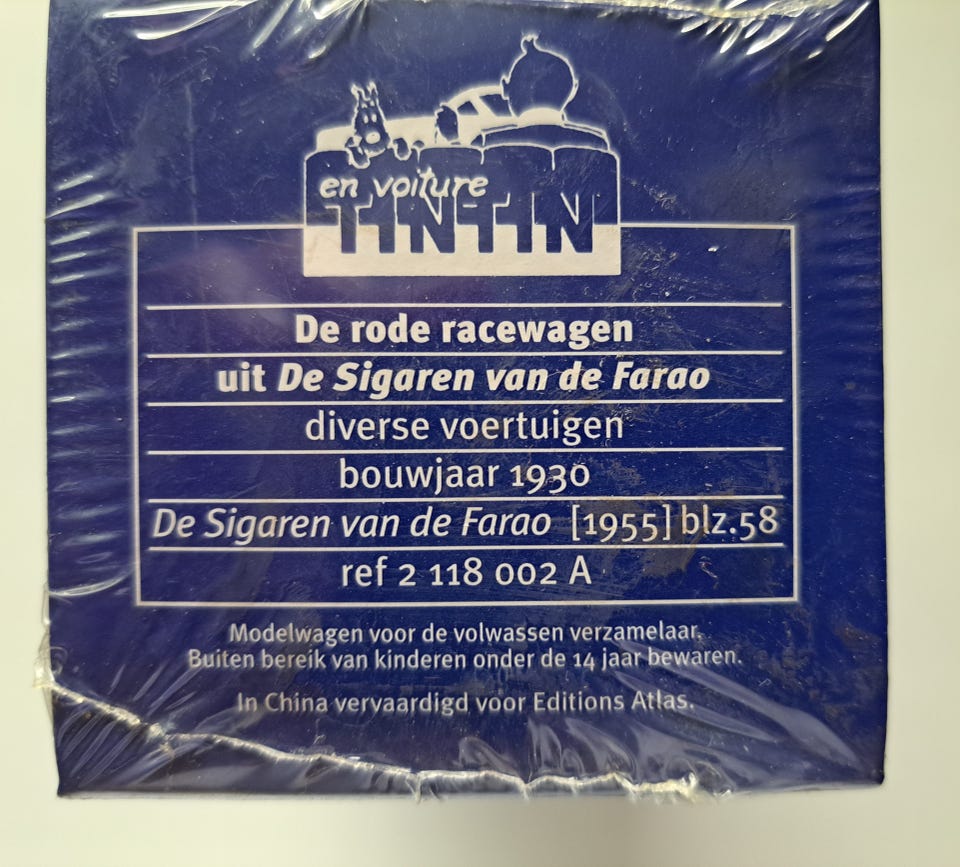 en voiture
TINTIN
De rode racewagen
uit De Sigaren van de Farao
diverse voertuigen
bouwjaar 1930
De Sigaren van de Farao [1955] blz.58
ref 2 118 002 A
Modelwagen voor de volwassen verzamelaar.
Buiten bereik van kinderen onder de 14 jaar bewaren.
In China vervaardigd voor Editions Atlas.